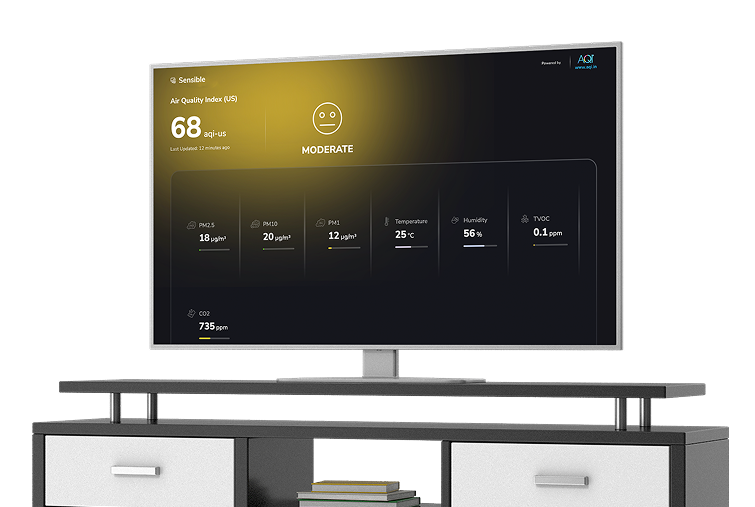 Sensible
Powered by
AQI
www.aqi.in
Air Quality Index (US)
68 aqi-us
Last Updated: 12 minutes ago
MODERATE
PM2.5
18 µg/m³
PM10
20 µg/m³
PM1
12 µg/m³
Temperature
25 °C
Humidity
56 %
TVOC
0.1 ppm
CO2
735 ppm